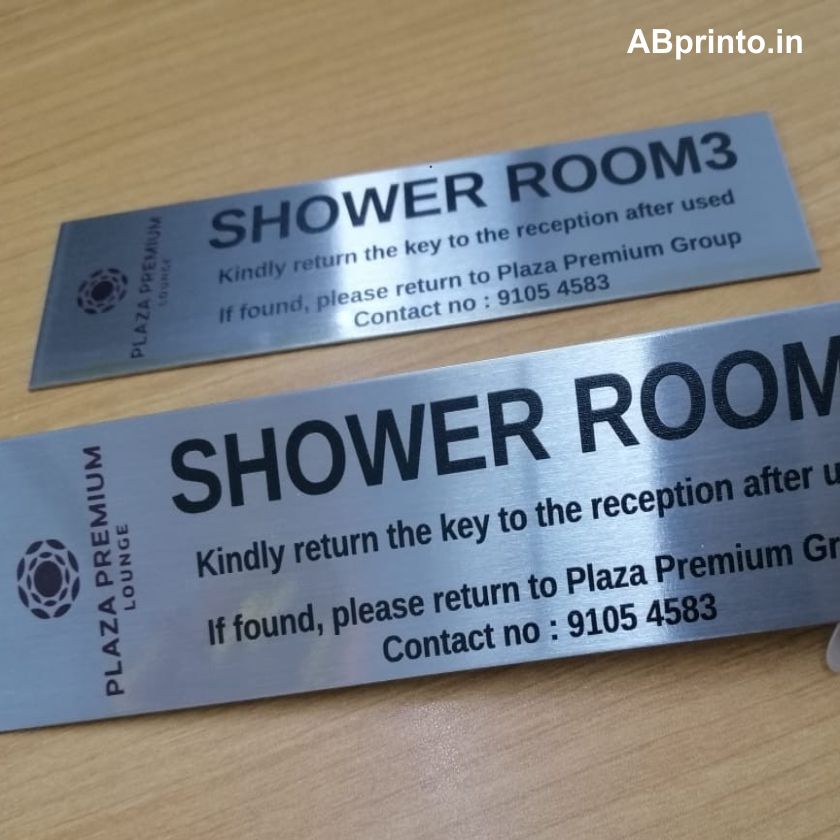 ABprinto.in
PLAZA PREMIUM
LOUNGE
SHOWER ROOM3
Kindly return the key to the reception after used
If found, please return to Plaza Premium Group
Contact no : 9105 4583
PLAZA PREMIUM
LOUNGE
SHOWER ROOM
Kindly return the key to the reception after u
If found, please return to Plaza Premium Gr
Contact no : 9105 4583